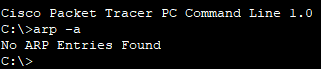 Cisco Packet Tracer PC Command Line 1.0
C:\>arp -a
No ARP Entries Found
C:\>